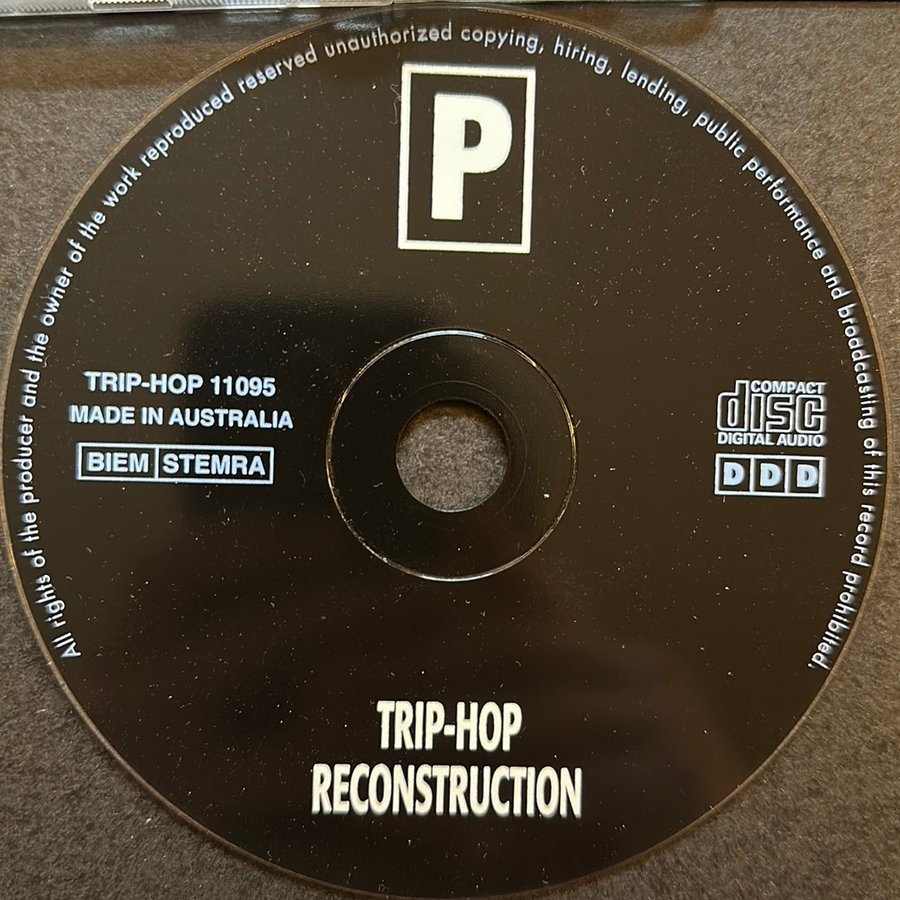 All rights of the producer and the owner of the work reproduced reserved unauthorized copying, hiring, lending, public performance and broadcasting of this record prohibited.
P
TRIP-HOP 11095
MADE IN AUSTRALIA
BIEM STEMRA
COMPACT
disc
DIGITAL AUDIO
D D D
TRIP-HOP
RECONSTRUCTION